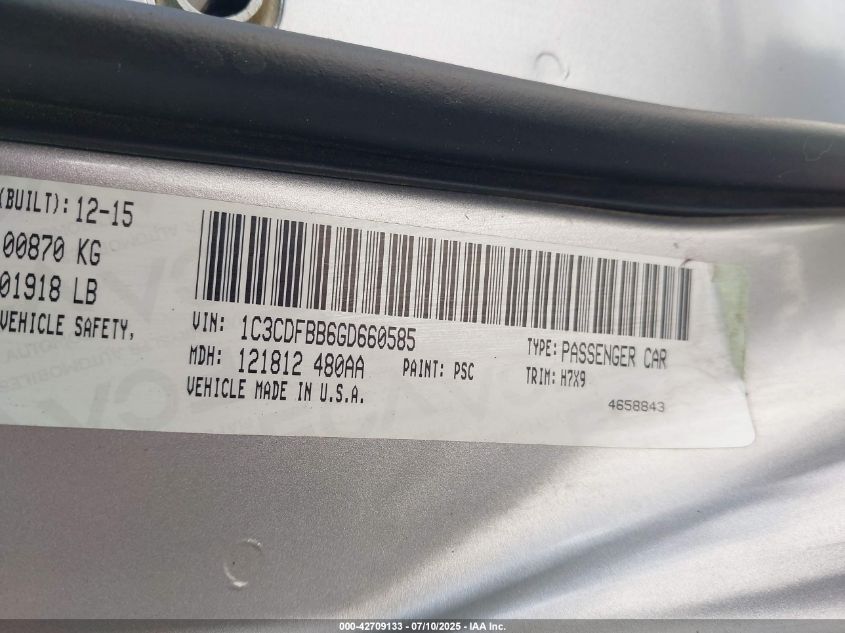 (BUILT): 12-15
00870 KG
01918 LB
VEHICLE SAFETY,
VIN: 1C3CDFBB6GD660585
TYPE: PASSENGER CAR
MDH: 121812 480AA PAINT: PSC
TRIM: H7X9
VEHICLE MADE IN U.S.A.
4658843
000-42709133 - 07/10/2025 - IAA Inc.